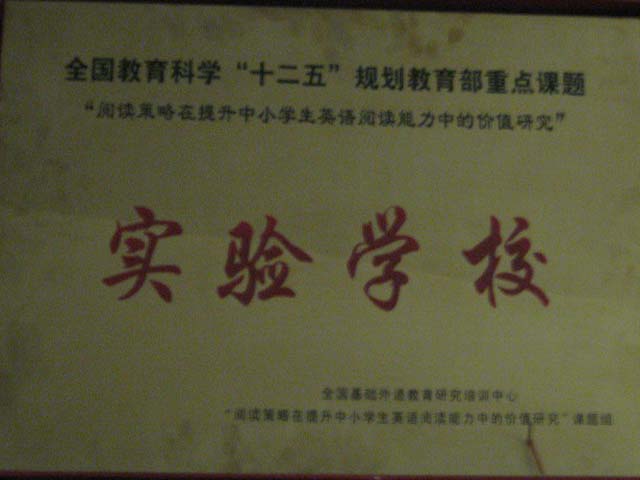 全国教育科学“十二五”规划教育部重点课题
“阅读策略在提升中小学生英语阅读能力中的价值研究”
实验学校
全国基础外语教育研究培训中心
“阅读策略在提升中小学生英语阅读能力中的价值研究”课题组